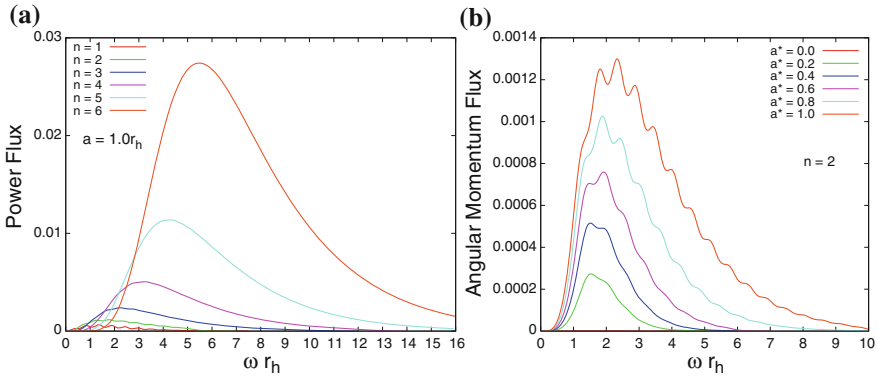 (a)
0.03
0.02
0.01
0
Power Flux
n = 1
n = 2
n = 3
n = 4
n = 5
n = 6
a = 1.0rh
0 1 2 3 4 5 6 7 8 9 10 11 12 13 14 15 16
ω rh
(b)
0.0014
0.0012
0.001
0.0008
0.0006
0.0004
0.0002
0
Angular Momentum Flux
a* = 0.0
a* = 0.2
a* = 0.4
a* = 0.6
a* = 0.8
a* = 1.0
n = 2
0 1 2 3 4 5 6 7 8 9 10
ω rh